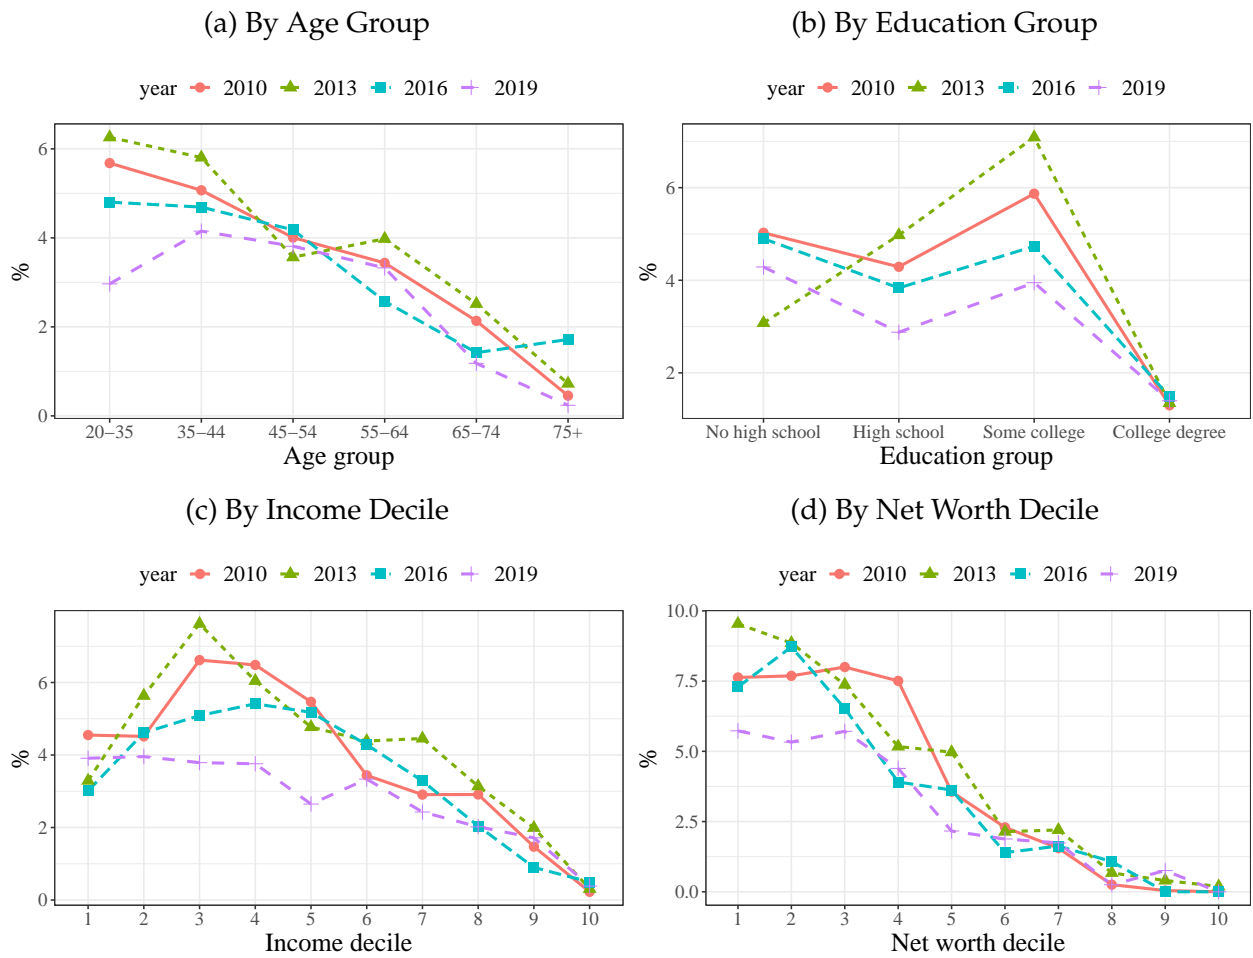 (a) By Age Group
year 2010 2013 2016 2019
6
4
2
0
%
20–35 35–44 45–54 55–64 65–74 75+
Age group
(b) By Education Group
year 2010 2013 2016 2019
6
4
2
%
No high school High school Some college College degree
Education group
(c) By Income Decile
year 2010 2013 2016 2019
6
4
2
0
%
1 2 3 4 5 6 7 8 9 10
Income decile
(d) By Net Worth Decile
year 2010 2013 2016 2019
10.0
7.5
5.0
2.5
0.0
%
1 2 3 4 5 6 7 8 9 10
Net worth decile